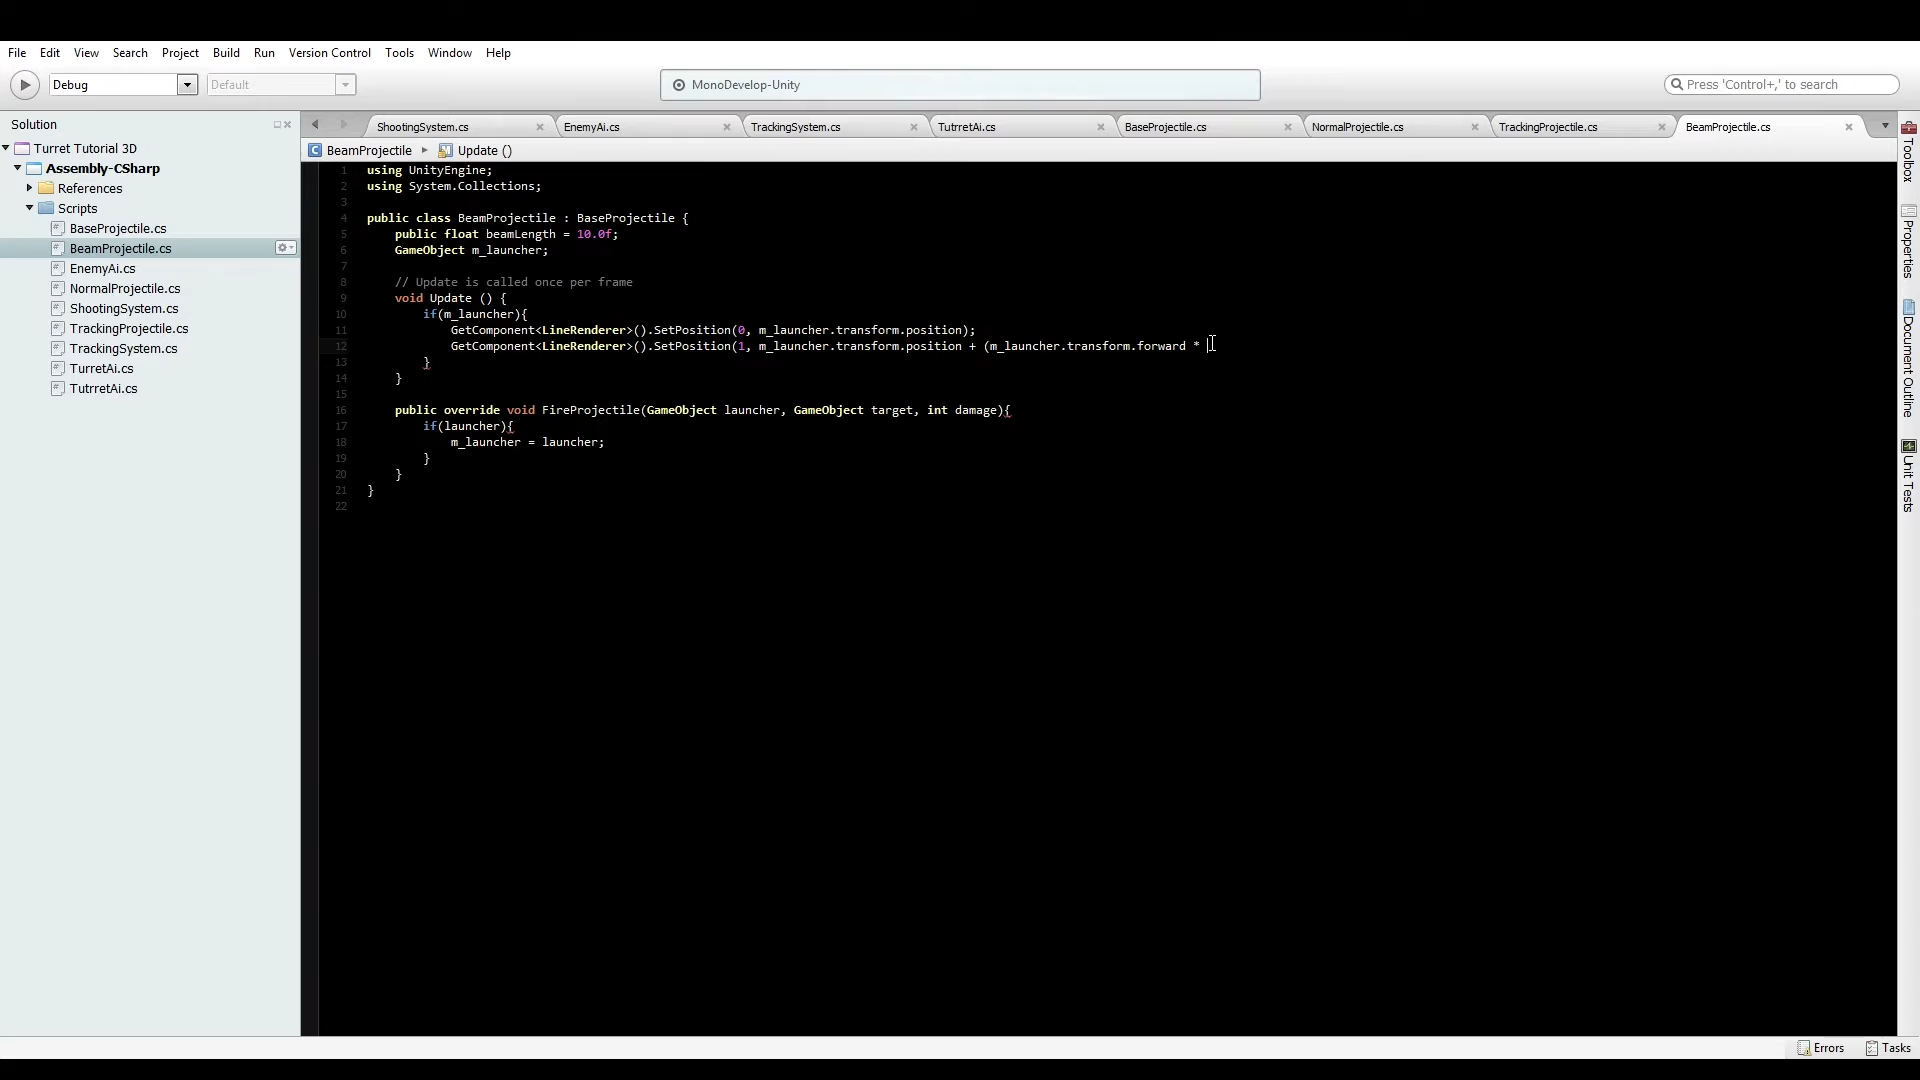 File Edit View Search Project Build Run Version Control Tools Window Help
Debug Default MonoDevelop-Unity Press 'Control+,' to search
Solution
Turret Tutorial 3D
Assembly-CSharp
References
Scripts
BaseProjectile.cs
BeamProjectile.cs
EnemyAi.cs
NormalProjectile.cs
ShootingSystem.cs
TrackingProjectile.cs
TrackingSystem.cs
TurretAi.cs
TutrretAi.cs
ShootingSystem.cs EnemyAi.cs TrackingSystem.cs TutrretAi.cs BaseProjectile.cs NormalProjectile.cs TrackingProjectile.cs BeamProjectile.cs
BeamProjectile Update ()
1 using UnityEngine;
2 using System.Collections;
3
4 public class BeamProjectile : BaseProjectile {
5 public float beamLength = 10.0f;
6 GameObject m_launcher;
7
8 // Update is called once per frame
9 void Update () {
10 if(m_launcher){
11 GetComponent<LineRenderer>().SetPosition(0, m_launcher.transform.position);
12 GetComponent<LineRenderer>().SetPosition(1, m_launcher.transform.position + (m_launcher.transform.forward *
13 }
14 }
15
16 public override void FireProjectile(GameObject launcher, GameObject target, int damage){
17 if(launcher){
18 m_launcher = launcher;
19 }
20 }
21 }
22
Toolbox
Properties
Document Outline
Unit Tests
Errors Tasks